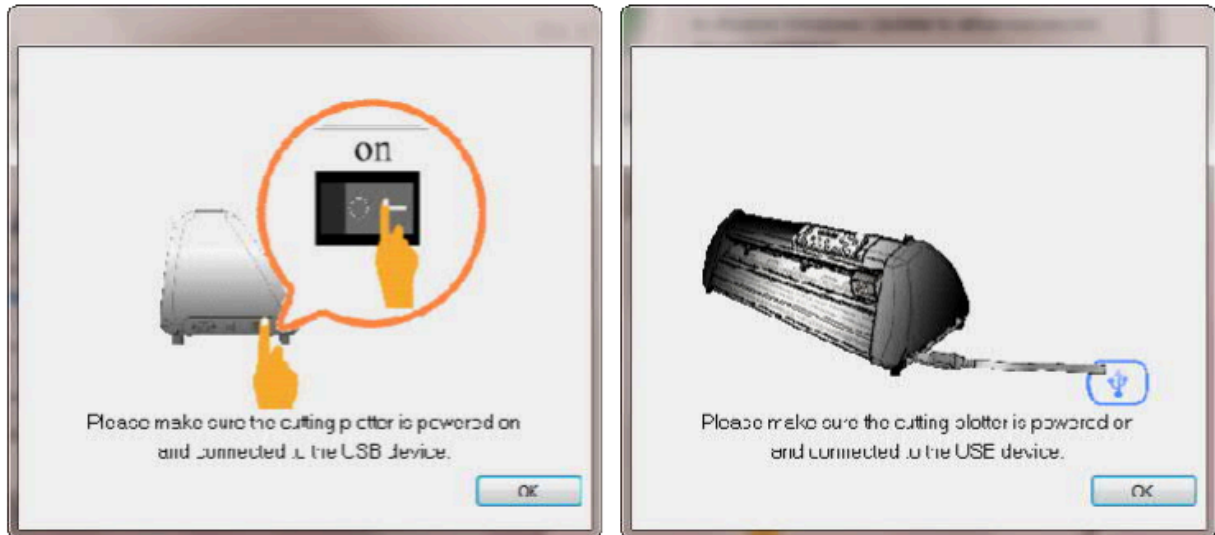 on
Please make sure the cutting plotter is powered on
and connected to the USB device.
OK
Please make sure the cutting plotter is powered on
and connected to the USE device.
OK